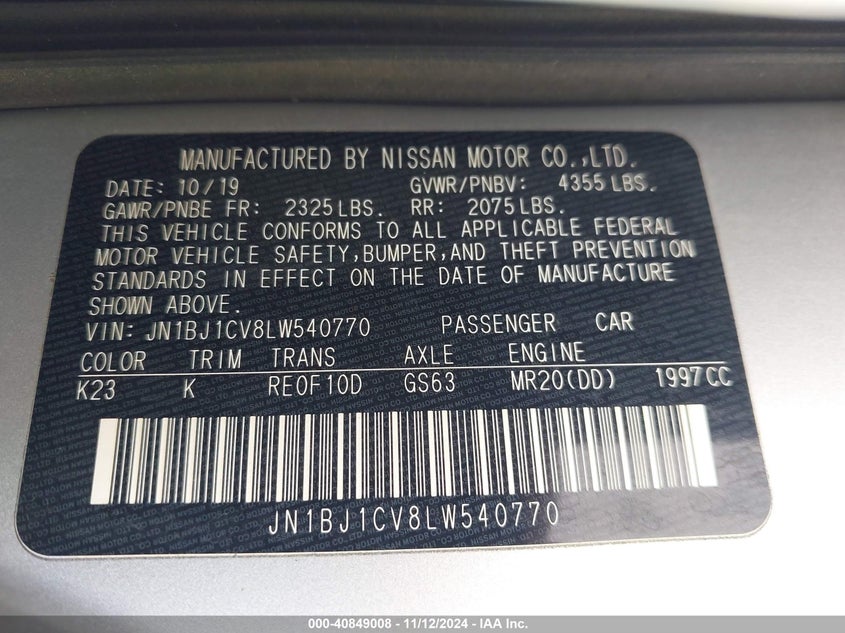 MANUFACTURED BY NISSAN MOTOR CO.,LTD.
DATE: 10/19 GVWR/PNBV: 4355 LBS.
GAWR/PNBE FR: 2325 LBS. RR: 2075 LBS.
THIS VEHICLE CONFORMS TO ALL APPLICABLE FEDERAL
MOTOR VEHICLE SAFETY, BUMPER, AND THEFT PREVENTION
STANDARDS IN EFFECT ON THE DATE OF MANUFACTURE
SHOWN ABOVE.
VIN: JN1BJ1CV8LW540770 PASSENGER CAR
COLOR TRIM TRANS AXLE ENGINE
K23 K RE0F10D GS63 MR20(DD) 1997CC
JN1BJ1CV8LW540770
000-40849008 - 11/12/2024 - IAA Inc.